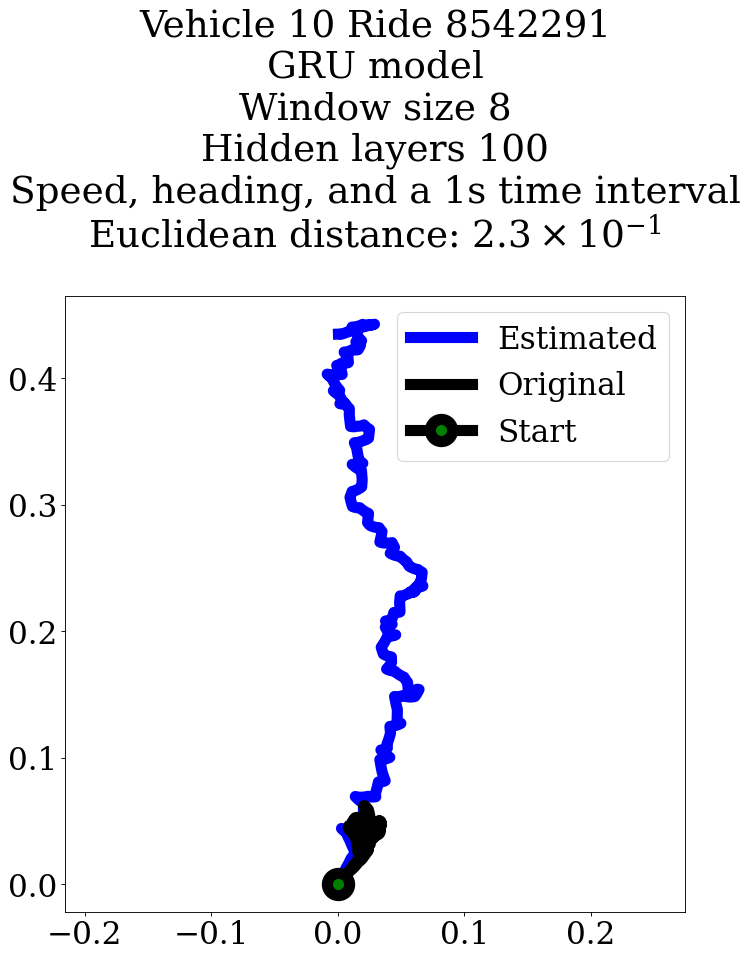 Vehicle 10 Ride 8542291
GRU model
Window size 8
Hidden layers 100
Speed, heading, and a 1s time interval
Euclidean distance: 2.3 × 10⁻¹
Estimated
Original
Start
0.4
0.3
0.2
0.1
0.0
−0.2 −0.1 0.0 0.1 0.2